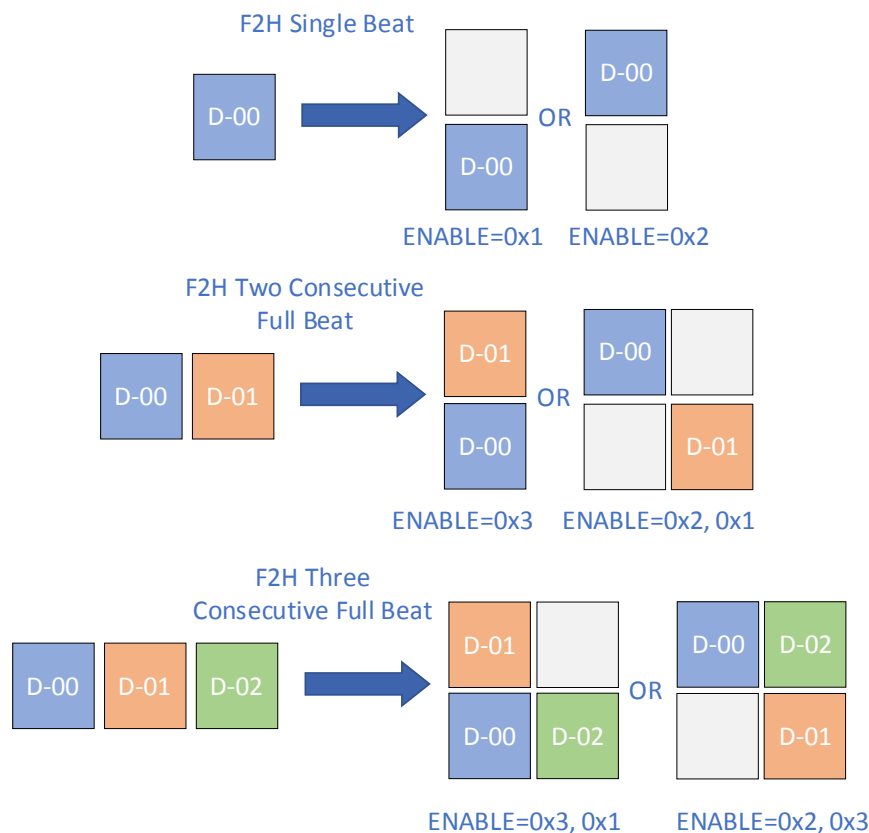 F2H Single Beat
D-00
D-00
OR
D-00
ENABLE=0x1
ENABLE=0x2
F2H Two Consecutive
Full Beat
D-00
D-01
D-01
D-00
OR
D-00
D-01
ENABLE=0x3
ENABLE=0x2, 0x1
F2H Three
Consecutive Full Beat
D-00
D-01
D-02
D-01
D-00
D-02
OR
D-00
D-02
D-01
ENABLE=0x3, 0x1
ENABLE=0x2, 0x3